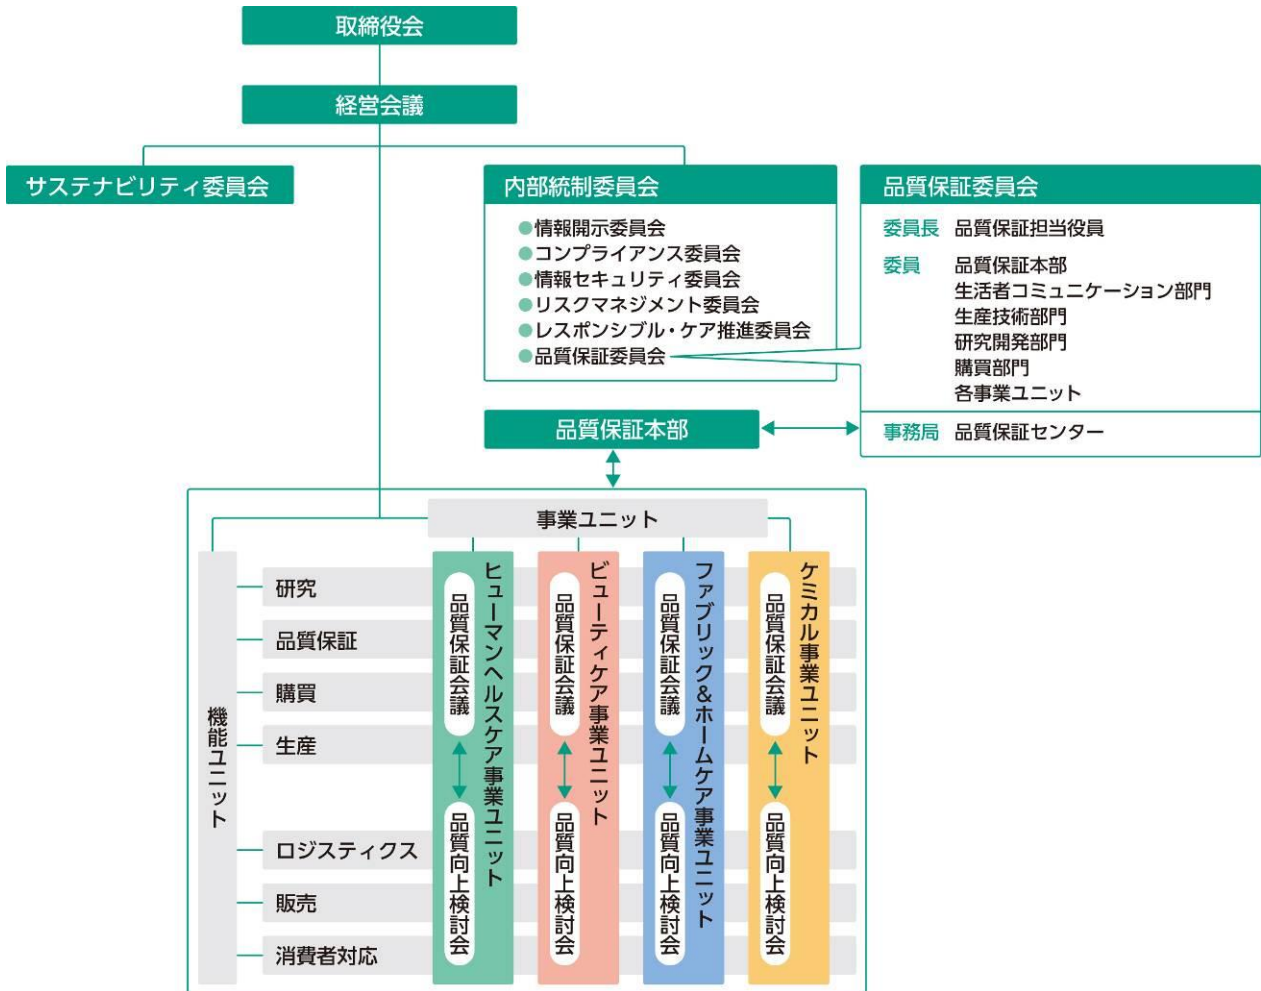 取締役会
経営会議
サステナビリティ委員会
内部統制委員会
●情報開示委員会
●コンプライアンス委員会
●情報セキュリティ委員会
●リスクマネジメント委員会
●レスポンシブル・ケア推進委員会
●品質保証委員会
品質保証委員会
委員長 品質保証担当役員
委員 品質保証本部
生活者コミュニケーション部門
生産技術部門
研究開発部門
購買部門
各事業ユニット
事務局 品質保証センター
品質保証本部
事業ユニット
機能ユニット
研究
品質保証
購買
生産
ロジスティクス
販売
消費者対応
ヒューマンヘルスケア事業ユニット
品質保証会議
品質向上検討会
ビューティケア事業ユニット
品質保証会議
品質向上検討会
ファブリック&ホームケア事業ユニット
品質保証会議
品質向上検討会
ケミカル事業ユニット
品質保証会議
品質向上検討会